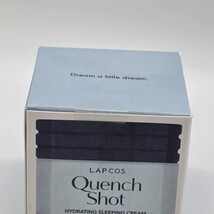 Dream a little dream.
LAPCOS
Quench
Shot
HYDRATING SLEEPING CREAM